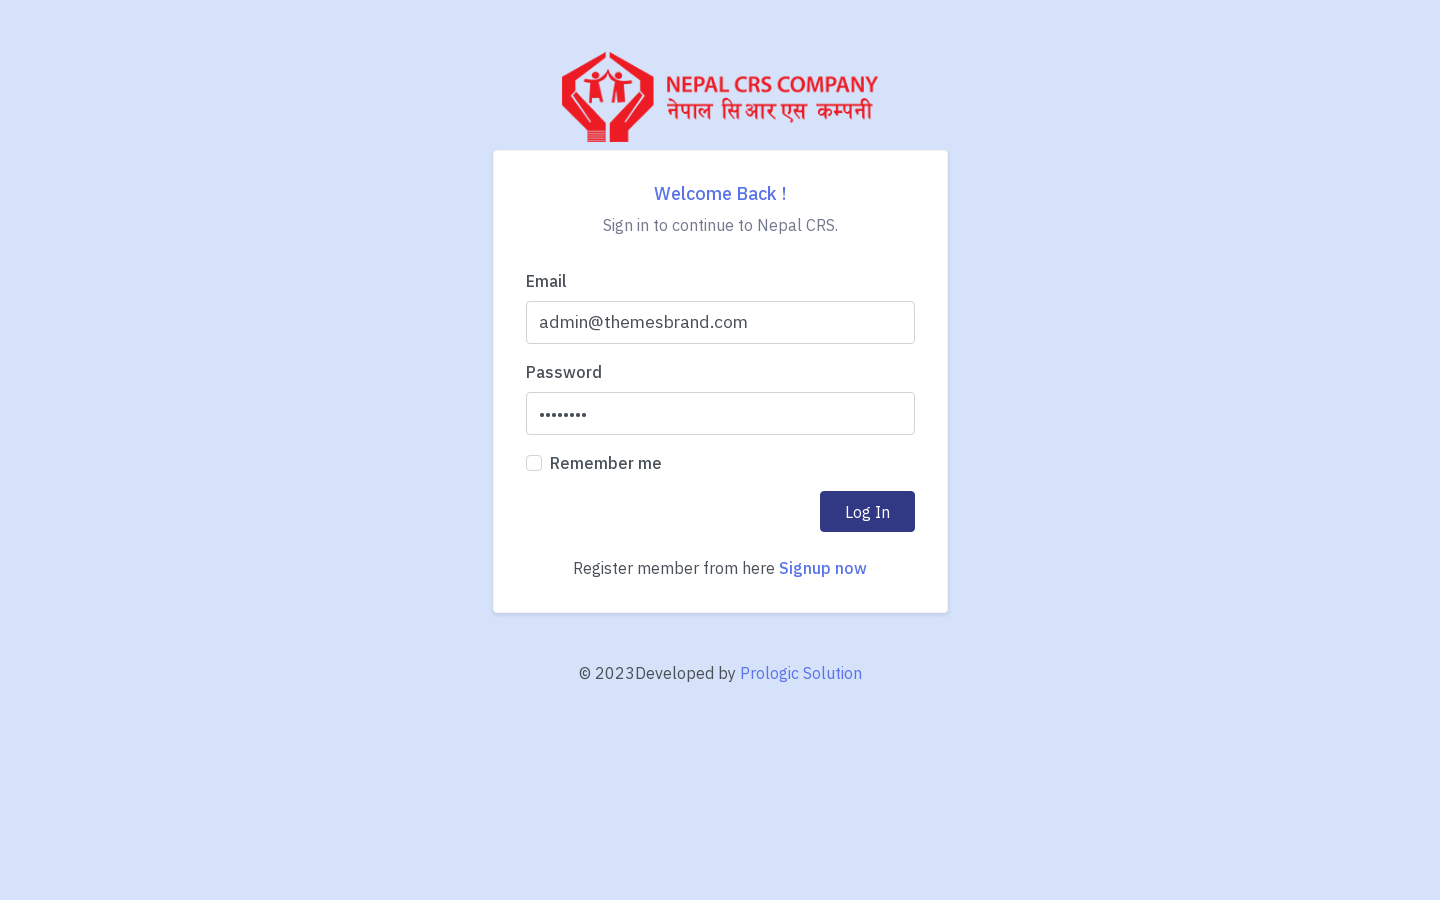 NEPAL CRS COMPANY
नेपाल सि आर एस कम्पनी
Welcome Back !
Sign in to continue to Nepal CRS.
Email
admin@themesbrand.com
Password
••••••••
Remember me
Log In
Register member from here Signup now
© 2023Developed by Prologic Solution